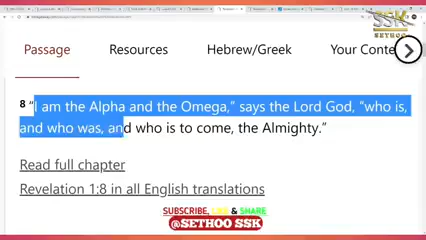 SSK
SETHOO
Passage Resources Hebrew/Greek Your Conte
8 "I am the Alpha and the Omega," says the Lord God, "who is,
and who was, and who is to come, the Almighty."
Read full chapter
Revelation 1:8 in all English translations
SUBSCRIBE, LIKE & SHARE
@SETHOO SSK